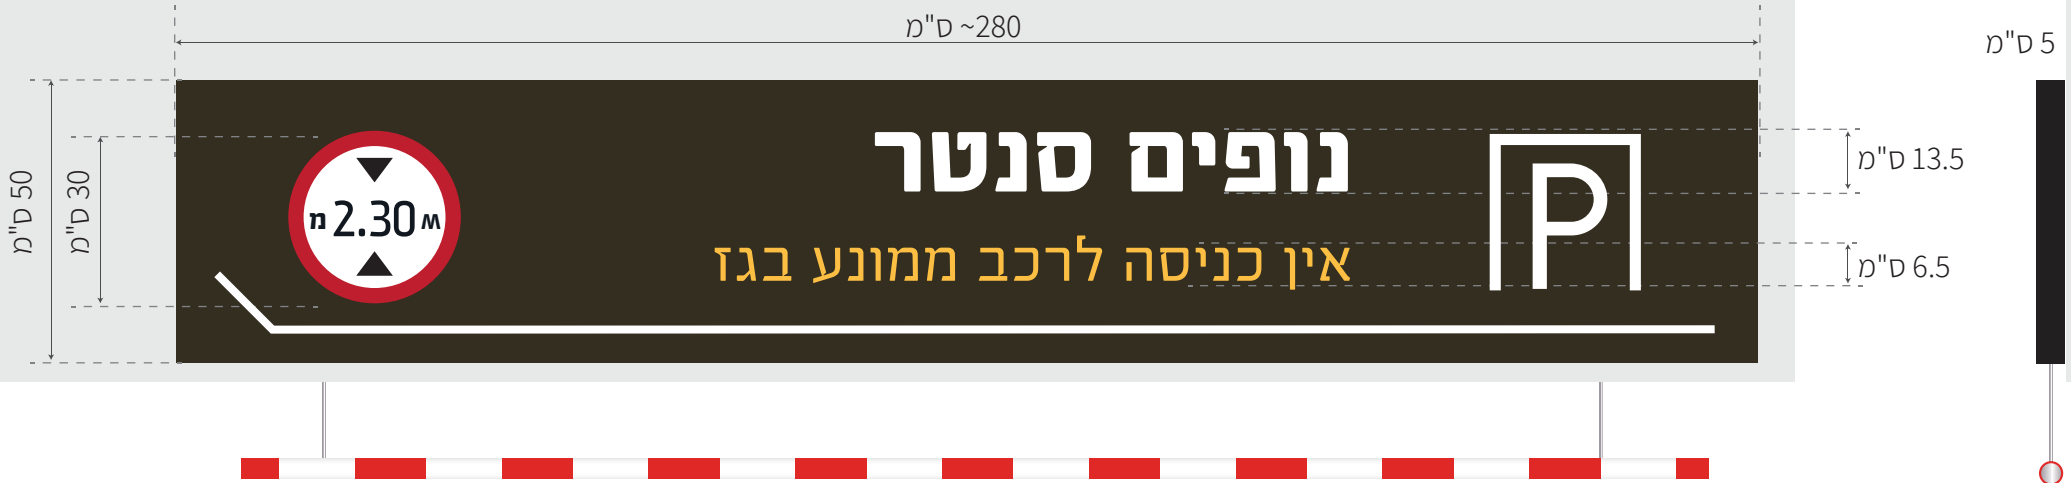 ~280 ס"מ
5 ס"מ
נופים סנטר
P
13.5 ס"מ
50 ס"מ
30 ס"מ
מ 2.30 м
אין כניסה לרכב ממונע בגז
6.5 ס"מ